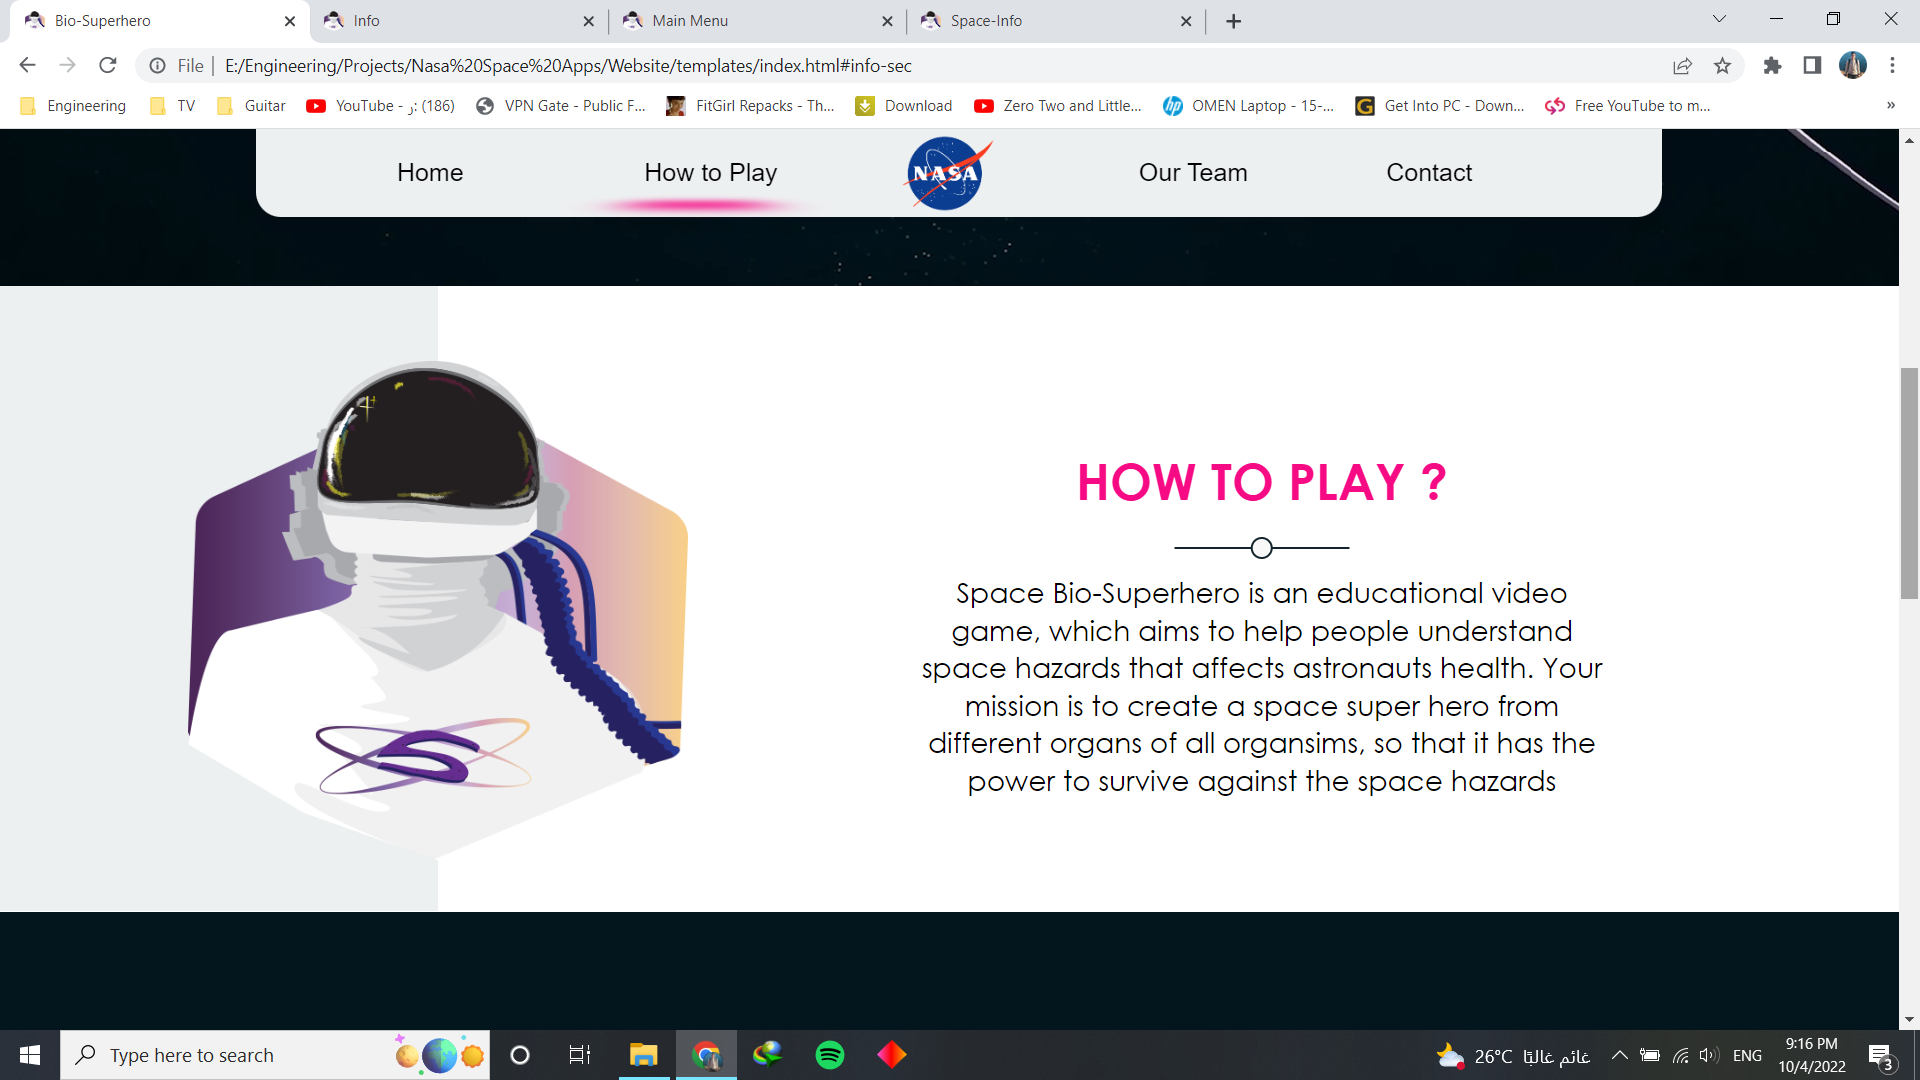 Bio-Superhero
Info
Main Menu
Space-Info
File
E:/Engineering/Projects/Nasa%20Space%20Apps/Website/templates/index.html#info-sec
Engineering
TV
Guitar
YouTube - ز: (186)
VPN Gate - Public F...
FitGirl Repacks - Th...
Download
Zero Two and Little...
OMEN Laptop - 15-...
Get Into PC - Down...
Free YouTube to m...
»
Home
How to Play
NASA
Our Team
Contact
HOW TO PLAY ?
Space Bio-Superhero is an educational video
game, which aims to help people understand
space hazards that affects astronauts health. Your
mission is to create a space super hero from
different organs of all organsims, so that it has the
power to survive against the space hazards
Type here to search
26°C غائم غالبًا
ENG
9:16 PM
10/4/2022
3